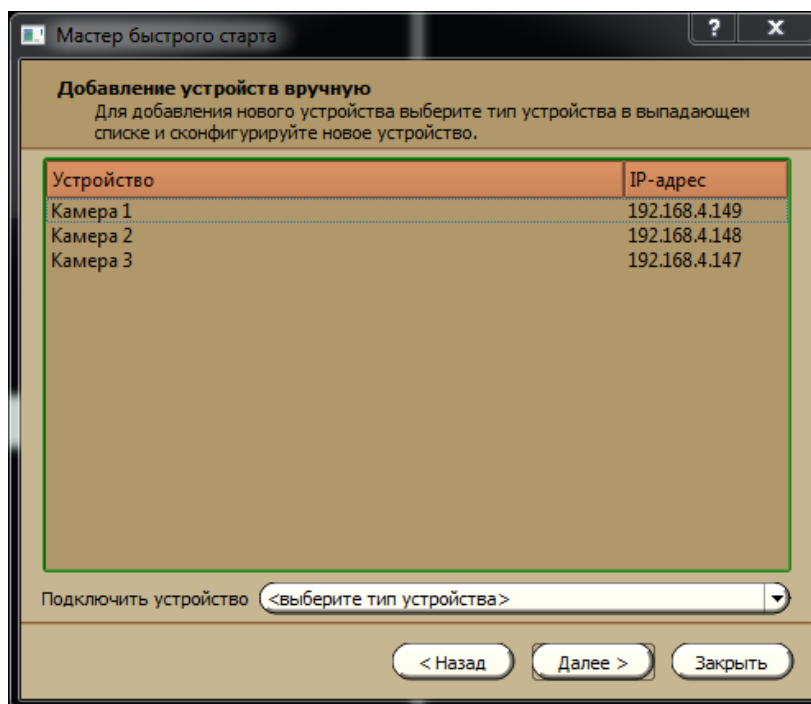 Мастер быстрого старта
?
x
Добавление устройств вручную
Для добавления нового устройства выберите тип устройства в выпадающем
списке и сконфигурируйте новое устройство.
Устройство IP-адрес
Камера 1 192.168.4.149
Камера 2 192.168.4.148
Камера 3 192.168.4.147
Подключить устройство <выберите тип устройства>
< Назад Далее > Закрыть